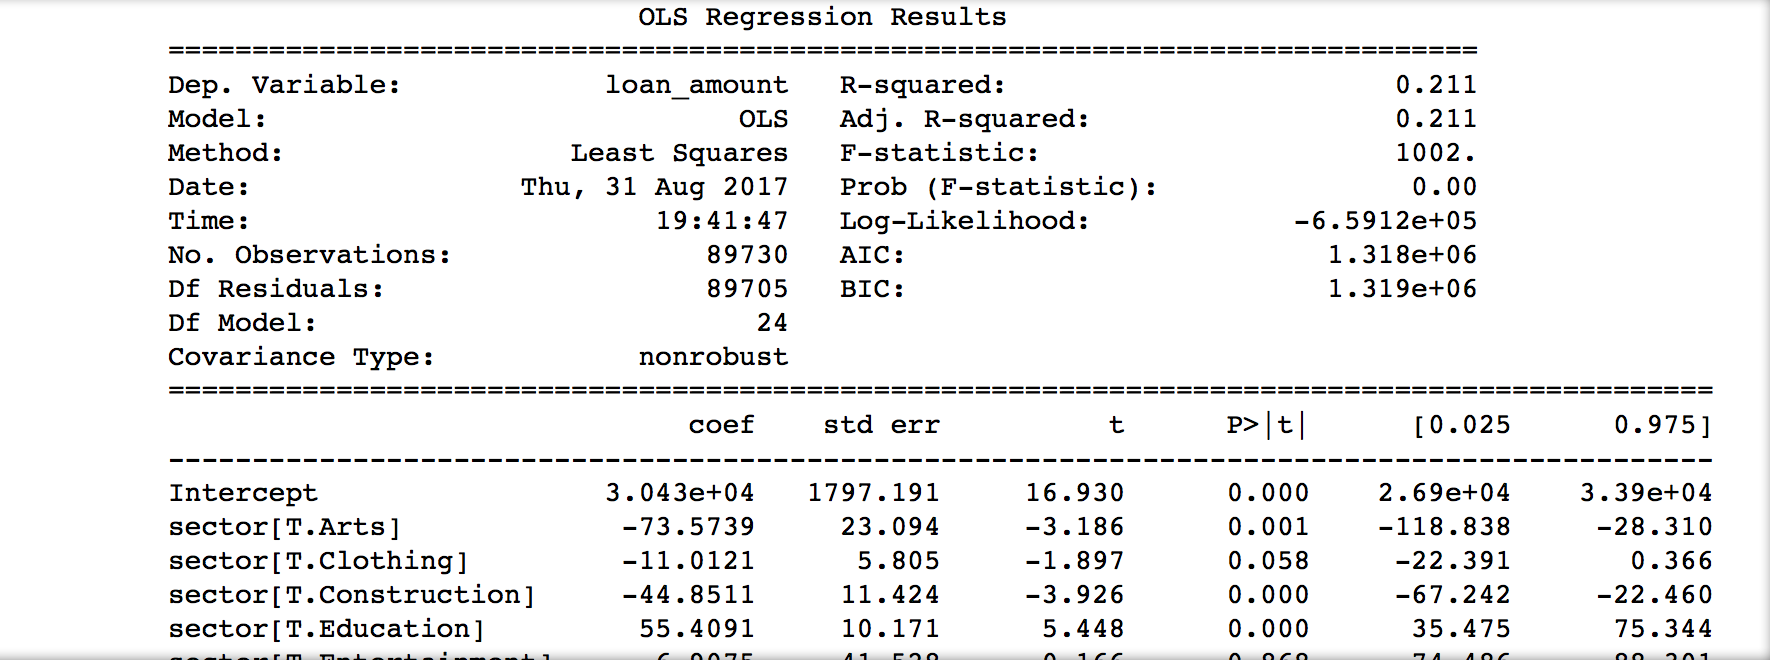 OLS Regression Results
==============================================================================
Dep. Variable: loan_amount R-squared: 0.211
Model: OLS Adj. R-squared: 0.211
Method: Least Squares F-statistic: 1002.
Date: Thu, 31 Aug 2017 Prob (F-statistic): 0.00
Time: 19:41:47 Log-Likelihood: -6.5912e+05
No. Observations: 89730 AIC: 1.318e+06
Df Residuals: 89705 BIC: 1.319e+06
Df Model: 24
Covariance Type: nonrobust
============================================================================================
coef std err t P>|t| [0.025 0.975]
--------------------------------------------------------------------------------------------
Intercept 3.043e+04 1797.191 16.930 0.000 2.69e+04 3.39e+04
sector[T.Arts] -73.5739 23.094 -3.186 0.001 -118.838 -28.310
sector[T.Clothing] -11.0121 5.805 -1.897 0.058 -22.391 0.366
sector[T.Construction] -44.8511 11.424 -3.926 0.000 -67.242 -22.460
sector[T.Education] 55.4091 10.171 5.448 0.000 35.475 75.344
sector[T.Entertainment]